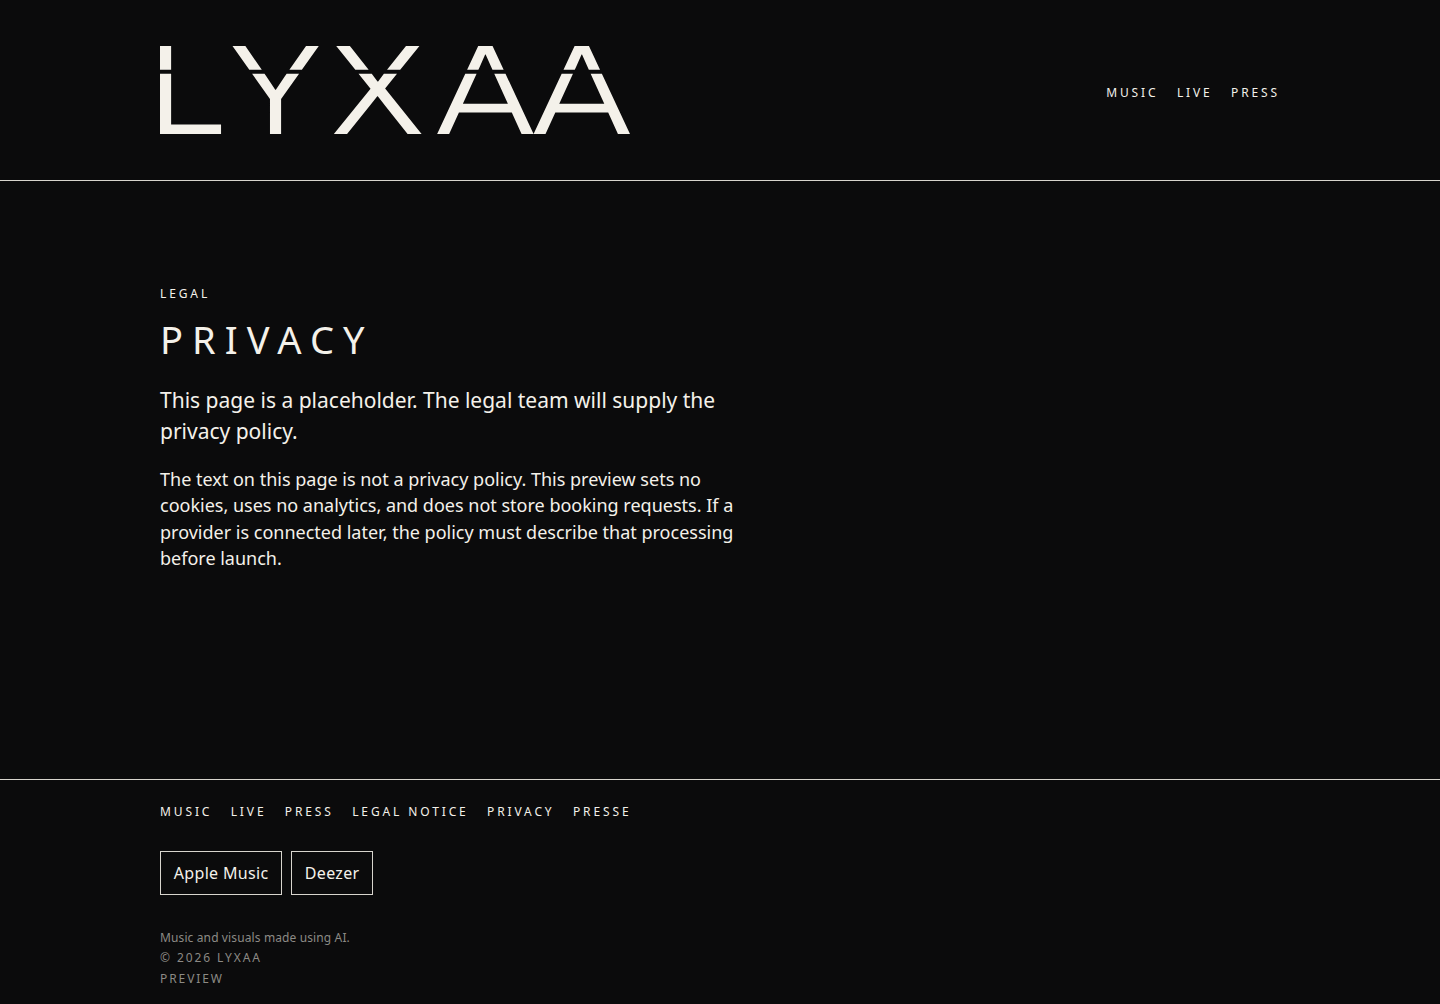 LYXAA
MUSIC LIVE PRESS
LEGAL
PRIVACY
This page is a placeholder. The legal team will supply the
privacy policy.
The text on this page is not a privacy policy. This preview sets no
cookies, uses no analytics, and does not store booking requests. If a
provider is connected later, the policy must describe that processing
before launch.
MUSIC LIVE PRESS LEGAL NOTICE PRIVACY PRESSE
Apple Music Deezer
Music and visuals made using AI.
© 2026 LYXAA
PREVIEW